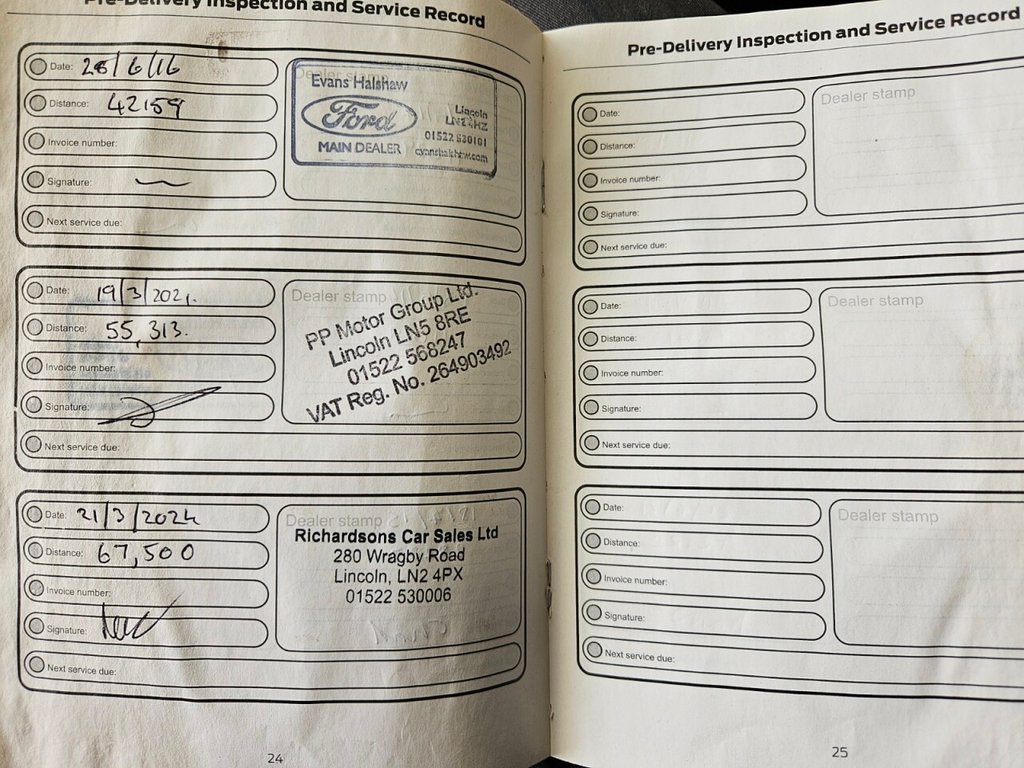 Pre-Delivery Inspection and Service Record
Date: 28/6/16
Distance: 42159
Invoice number:
Signature:
Next service due:
Evans Halshaw
Ford
MAIN DEALER
Lincoln
01522 530101
Date: 19/3/2021.
Distance: 55,313.
Invoice number:
Signature:
Next service due:
Dealer stamp
PP Motor Group Ltd.
Lincoln LN5 8RE
01522 568247
VAT Reg. No. 264903492
Date: 21/3/2024
Distance: 67,500
Invoice number:
Signature:
Next service due:
Dealer stamp
Richardsons Car Sales Ltd
280 Wragby Road
Lincoln, LN2 4PX
01522 530006
24
Pre-Delivery Inspection and Service Record
Date:
Distance:
Invoice number:
Signature:
Next service due:
Dealer stamp
Date:
Distance:
Invoice number:
Signature:
Next service due:
Dealer stamp
Date:
Distance:
Invoice number:
Signature:
Next service due:
Dealer stamp
25